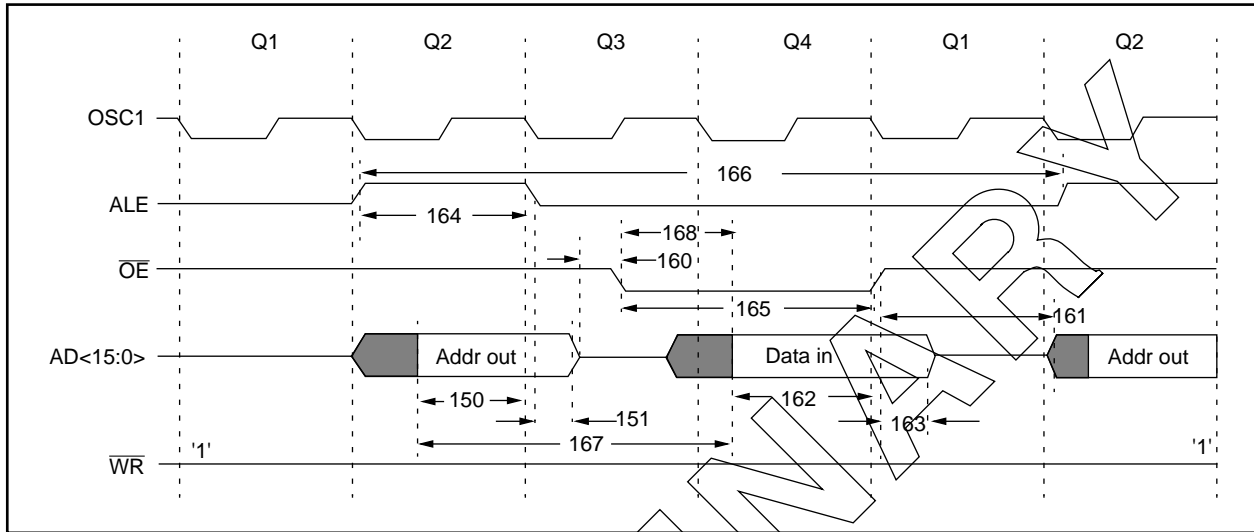 Q1 Q2 Q3 Q4 Q1 Q2
OSC1
166
ALE
164
168
OE
160
165
161
AD<15:0> Addr out Data in Addr out
150
151
162
163
167
'1' '1'
WR
INARY